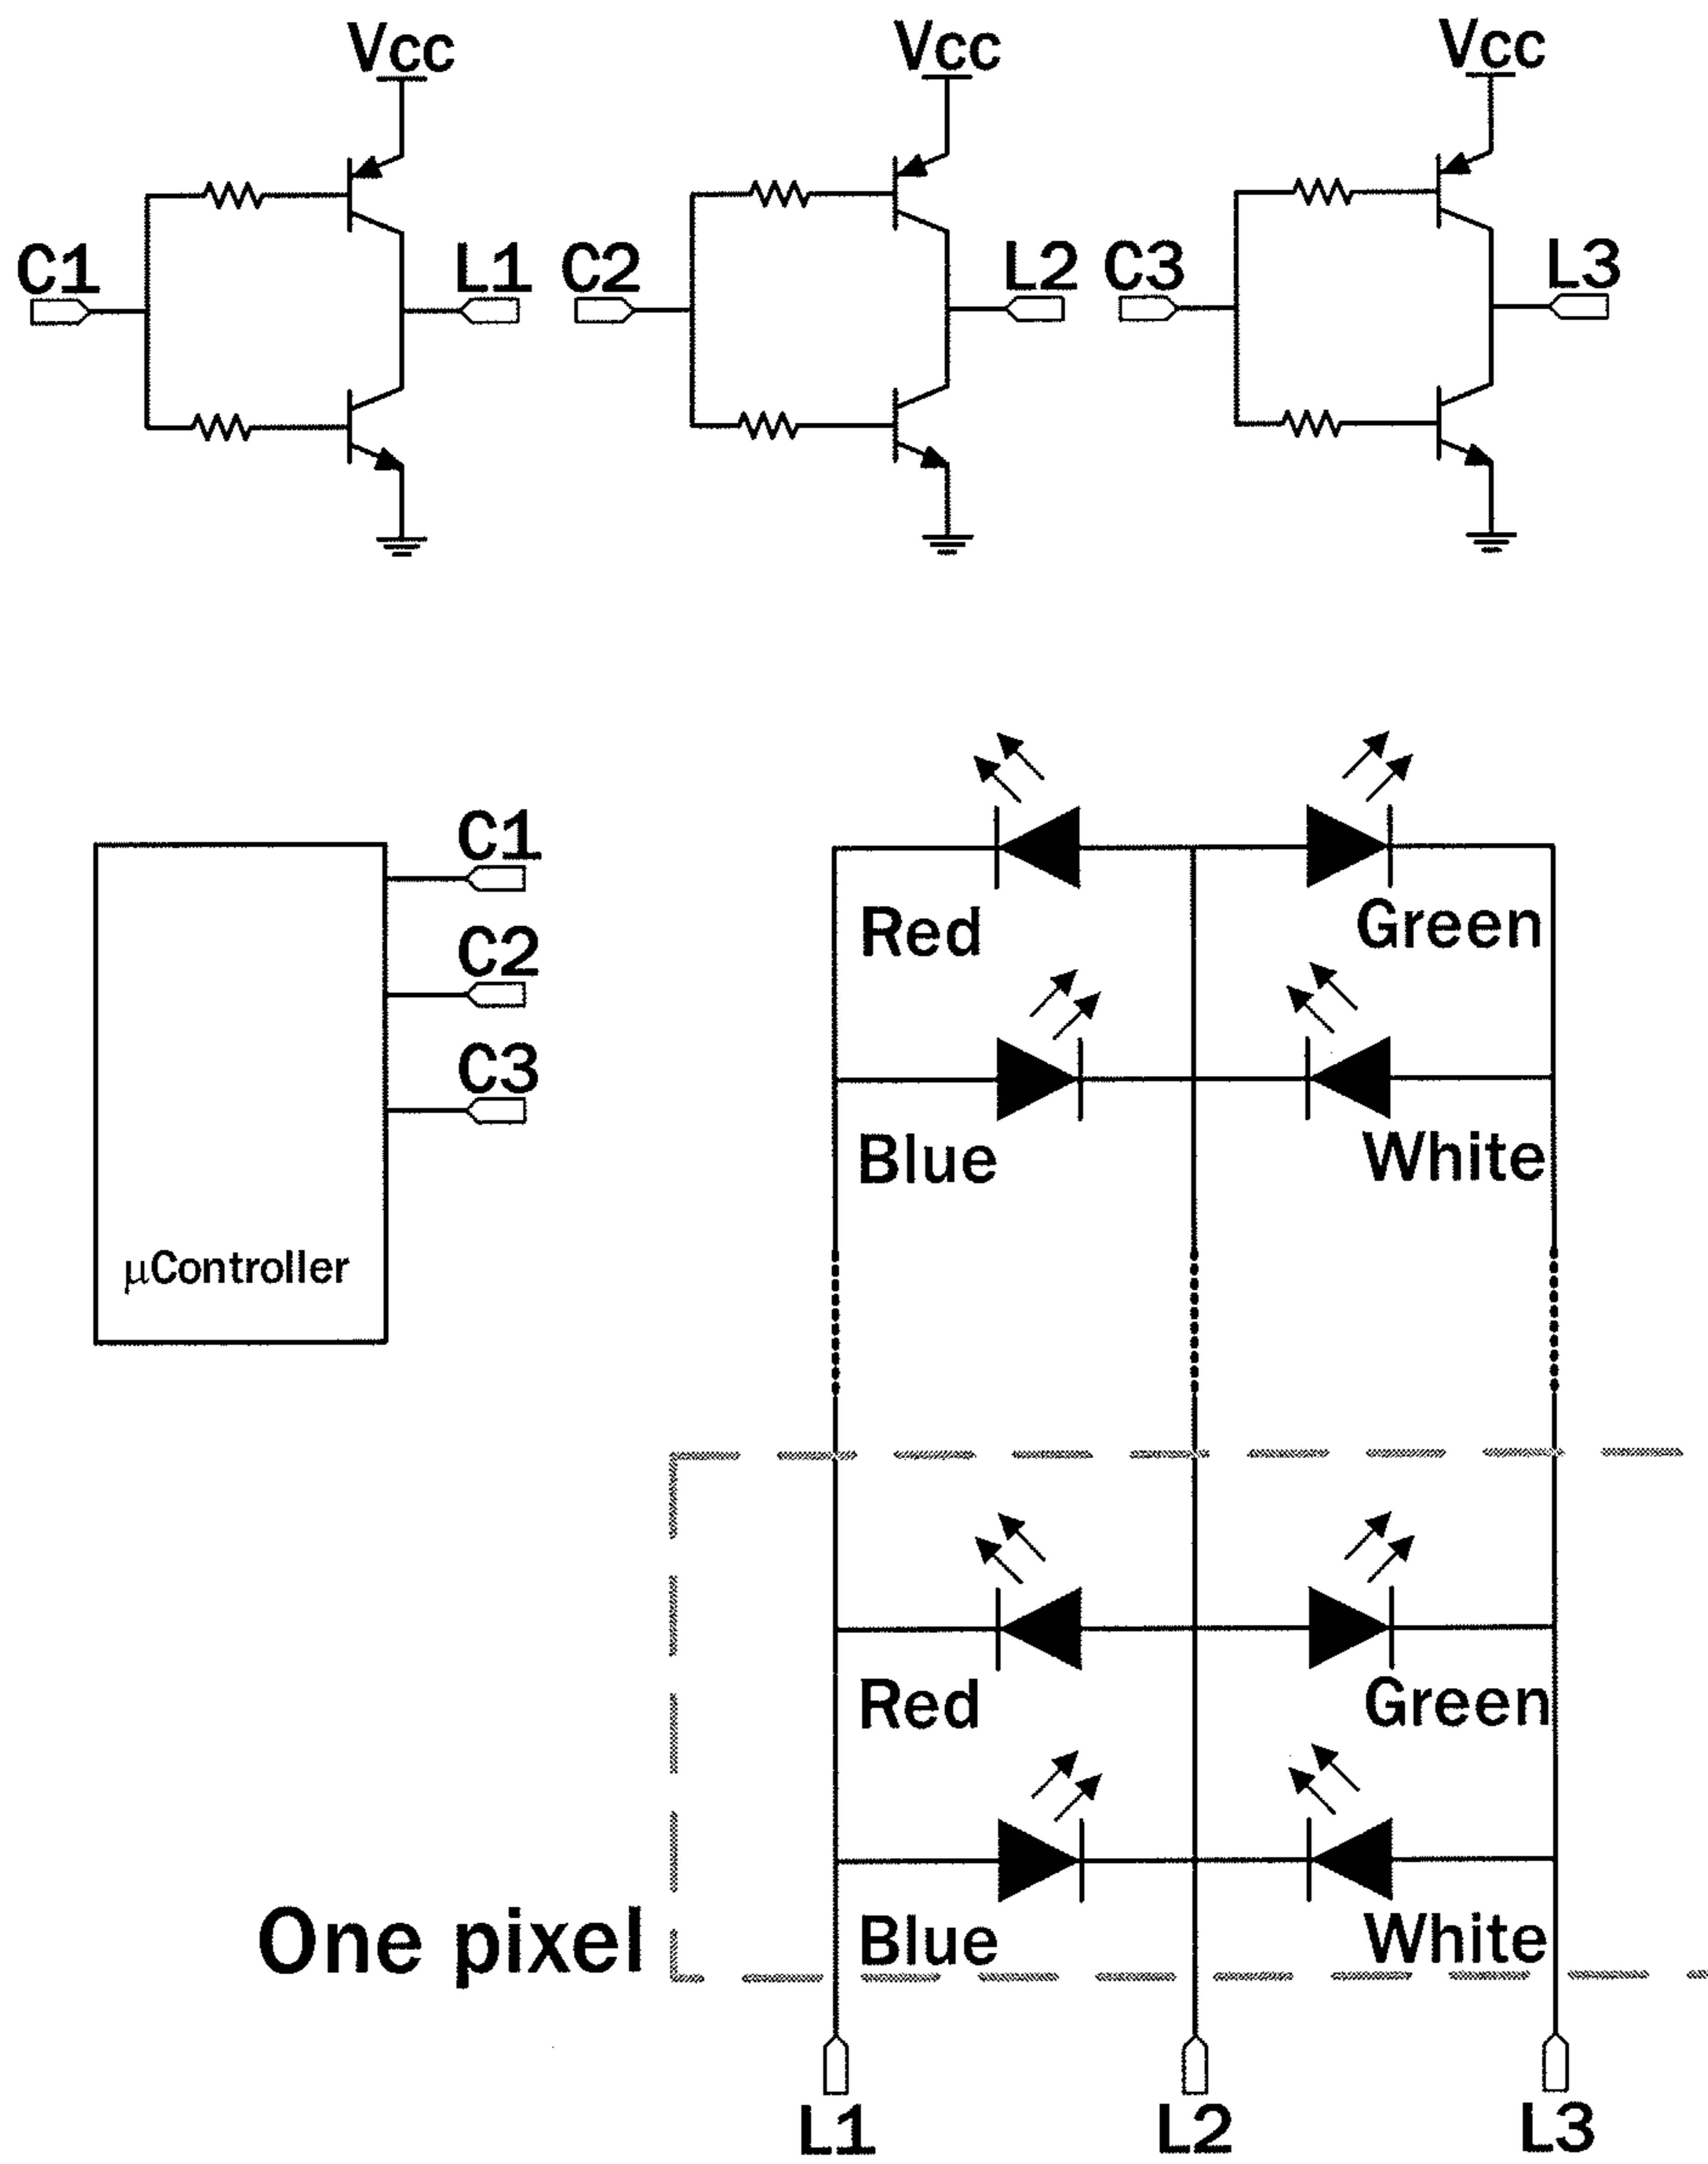 Vcc Vcc Vcc
C1 L1 C2 L2 C3 L3
C1
C2
C3
µController
Red Green
Blue White
Red Green
Blue White
One pixel
L1 L2 L3